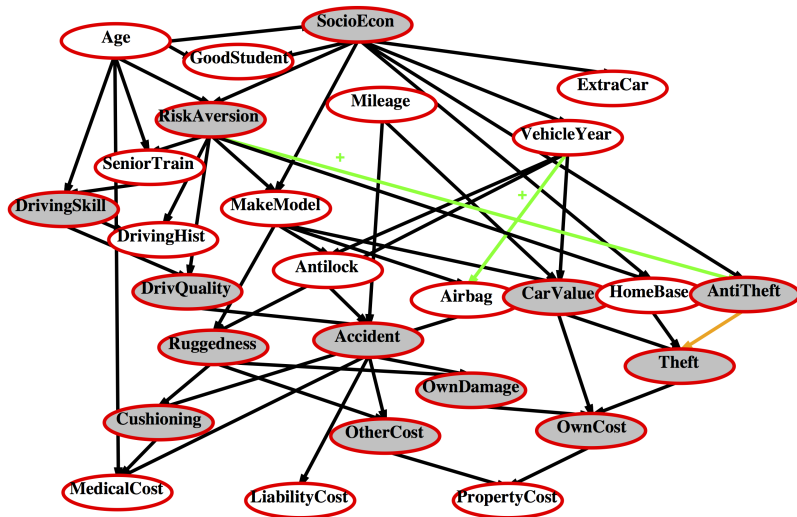 SocioEcon
Age
GoodStudent
ExtraCar
Mileage
RiskAversion
VehicleYear
+
SeniorTrain
+
DrivingSkill
MakeModel
DrivingHist
Antilock
DrivQuality
Airbag
CarValue
HomeBase
AntiTheft
Ruggedness
Accident
Theft
OwnDamage
Cushioning
OtherCost
OwnCost
MedicalCost
LiabilityCost
PropertyCost